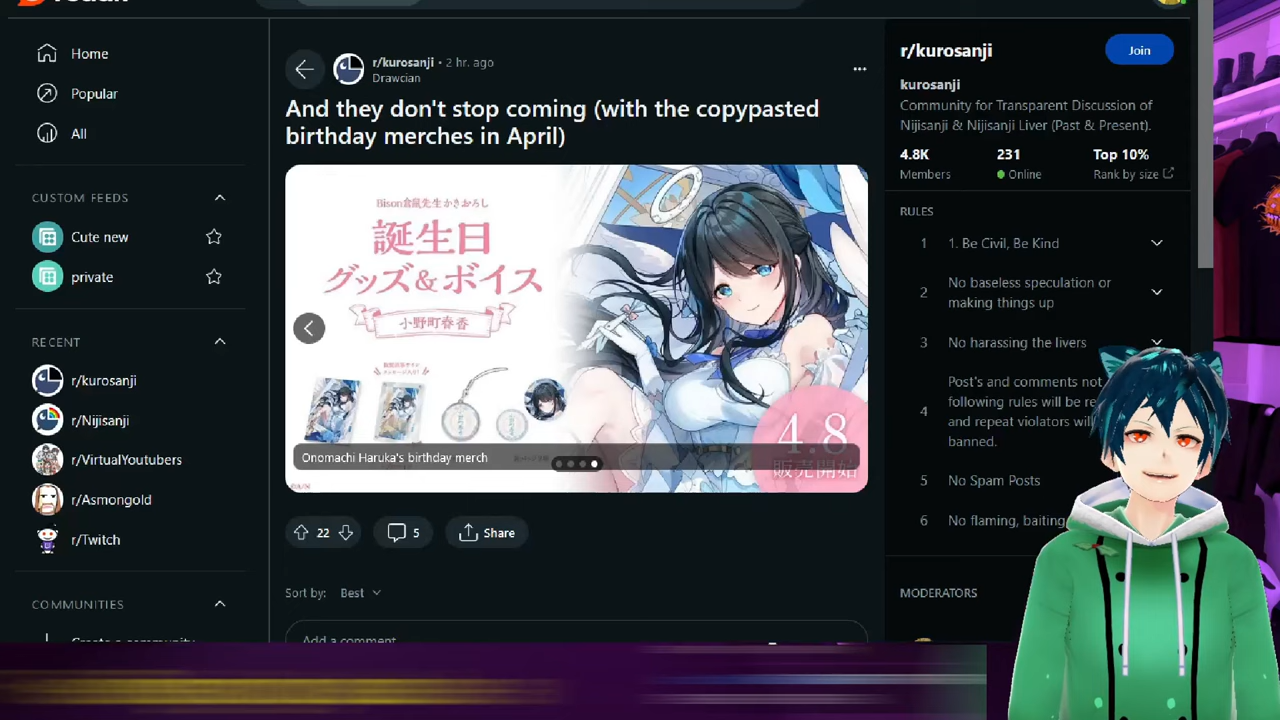 Home
Popular
All
CUSTOM FEEDS
Cute new
private
RECENT
r/kurosanji
r/Nijisanji
r/VirtualYoutubers
r/Asmongold
r/Twitch
COMMUNITIES
r/kurosanji • 2 hr. ago
Drawcian
And they don't stop coming (with the copypasted
birthday merches in April)
Bison倉鼠先生かきおろし
誕生日
グッズ&ボイス
小野町春香
4.8
販売開始
Onomachi Haruka's birthday merch
22
5
Share
Sort by: Best
Add a comment
r/kurosanji
Join
kurosanji
Community for Transparent Discussion of
Nijisanji & Nijisanji Liver (Past & Present).
4.8K 231 Top 10%
Members Online Rank by size
RULES
1 1. Be Civil, Be Kind
2 No baseless speculation or
making things up
3 No harassing the livers
4 Post's and comments not
following rules will be re
and repeat violators will
banned.
5 No Spam Posts
6 No flaming, baiting
MODERATORS